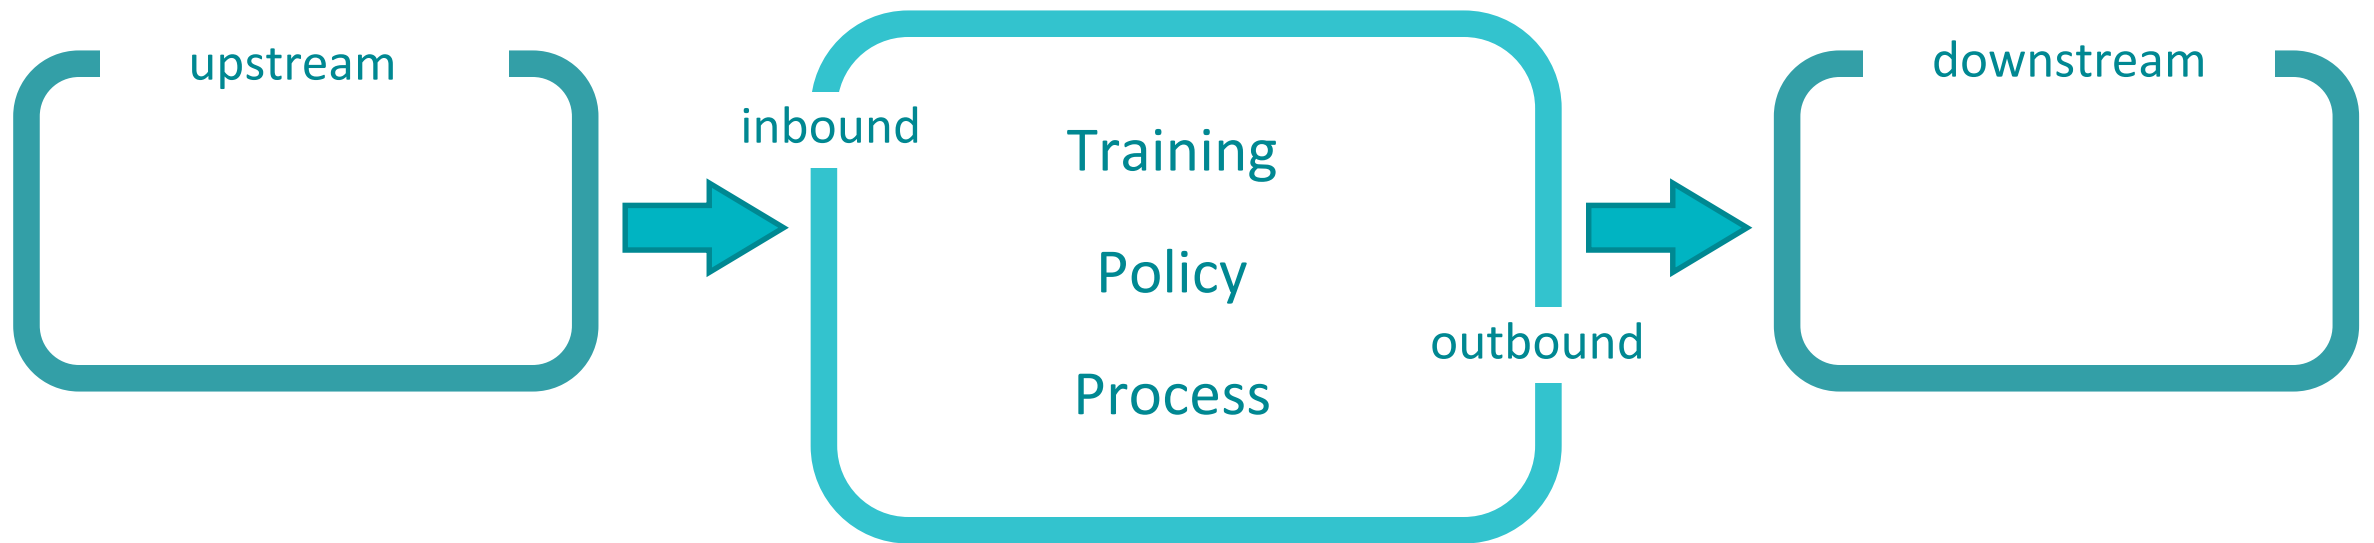 upstream
inbound
Training
Policy
Process
outbound
downstream